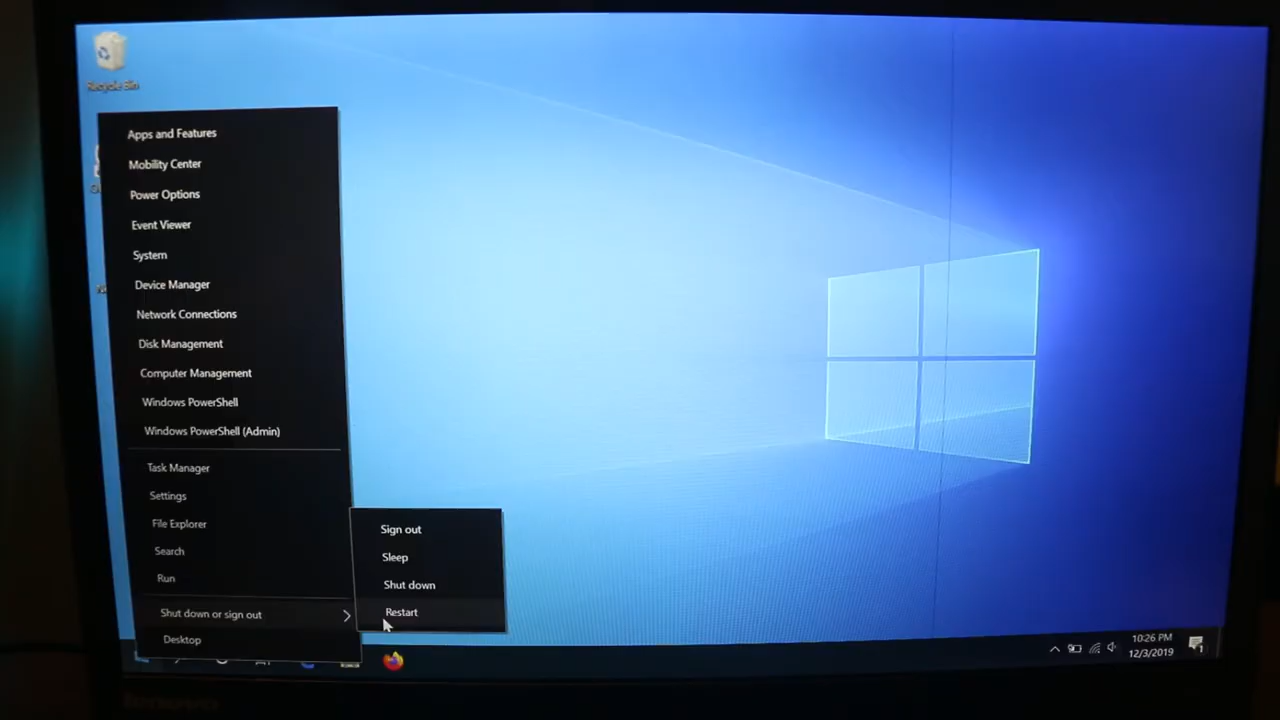 Recycle Bin
Apps and Features
Mobility Center
Power Options
Event Viewer
System
Device Manager
Network Connections
Disk Management
Computer Management
Windows PowerShell
Windows PowerShell (Admin)
Task Manager
Settings
File Explorer
Search
Run
Shut down or sign out
Desktop
Sign out
Sleep
Shut down
Restart
10:26 PM
12/3/2019